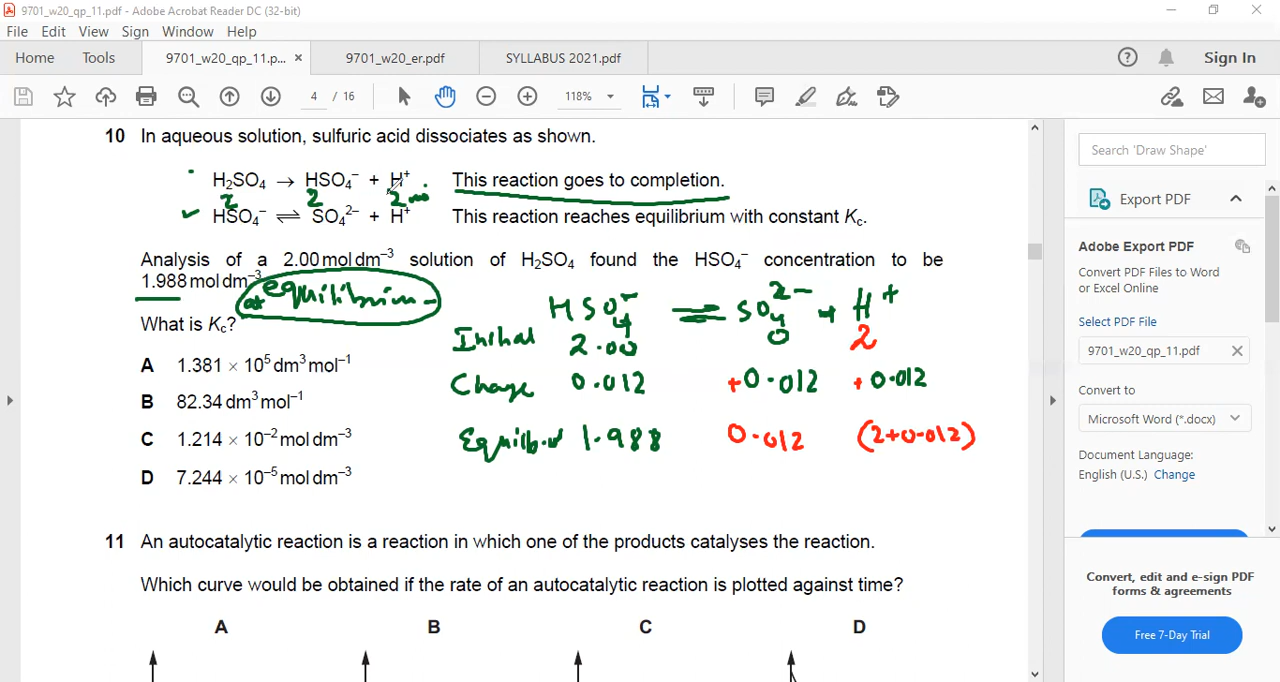 9701_w20_qp_11.pdf - Adobe Acrobat Reader DC (32-bit)
File Edit View Sign Window Help
Home Tools 9701_w20_qp_11.p... × 9701_w20_er.pdf SYLLABUS 2021.pdf ? Sign In
4 / 16 118%
10 In aqueous solution, sulfuric acid dissociates as shown.
H₂SO₄ → HSO₄⁻ + H⁺ This reaction goes to completion.
2 2 2
HSO₄⁻ ⇌ SO₄²⁻ + H⁺ This reaction reaches equilibrium with constant Kc.
Analysis of a 2.00 mol dm⁻³ solution of H₂SO₄ found the HSO₄⁻ concentration to be
1.988 mol dm⁻³
at equilibrium
What is Kc?
HSO₄⁻ ⇌ SO₄²⁻ + H⁺
Initial 2.00 0 2
Change 0.012 +0.012 +0.012
Equilib 1.988 0.012 (2+0.012)
A 1.381 × 10⁵ dm³ mol⁻¹
B 82.34 dm³ mol⁻¹
C 1.214 × 10⁻² mol dm⁻³
D 7.244 × 10⁻⁵ mol dm⁻³
11 An autocatalytic reaction is a reaction in which one of the products catalyses the reaction.
Which curve would be obtained if the rate of an autocatalytic reaction is plotted against time?
A B C D
Search 'Draw Shape'
Export PDF
Adobe Export PDF
Convert PDF Files to Word
or Excel Online
Select PDF File
9701_w20_qp_11.pdf ×
Convert to
Microsoft Word (*.docx)
Document Language:
English (U.S.) Change
Convert, edit and e-sign PDF
forms & agreements
Free 7-Day Trial